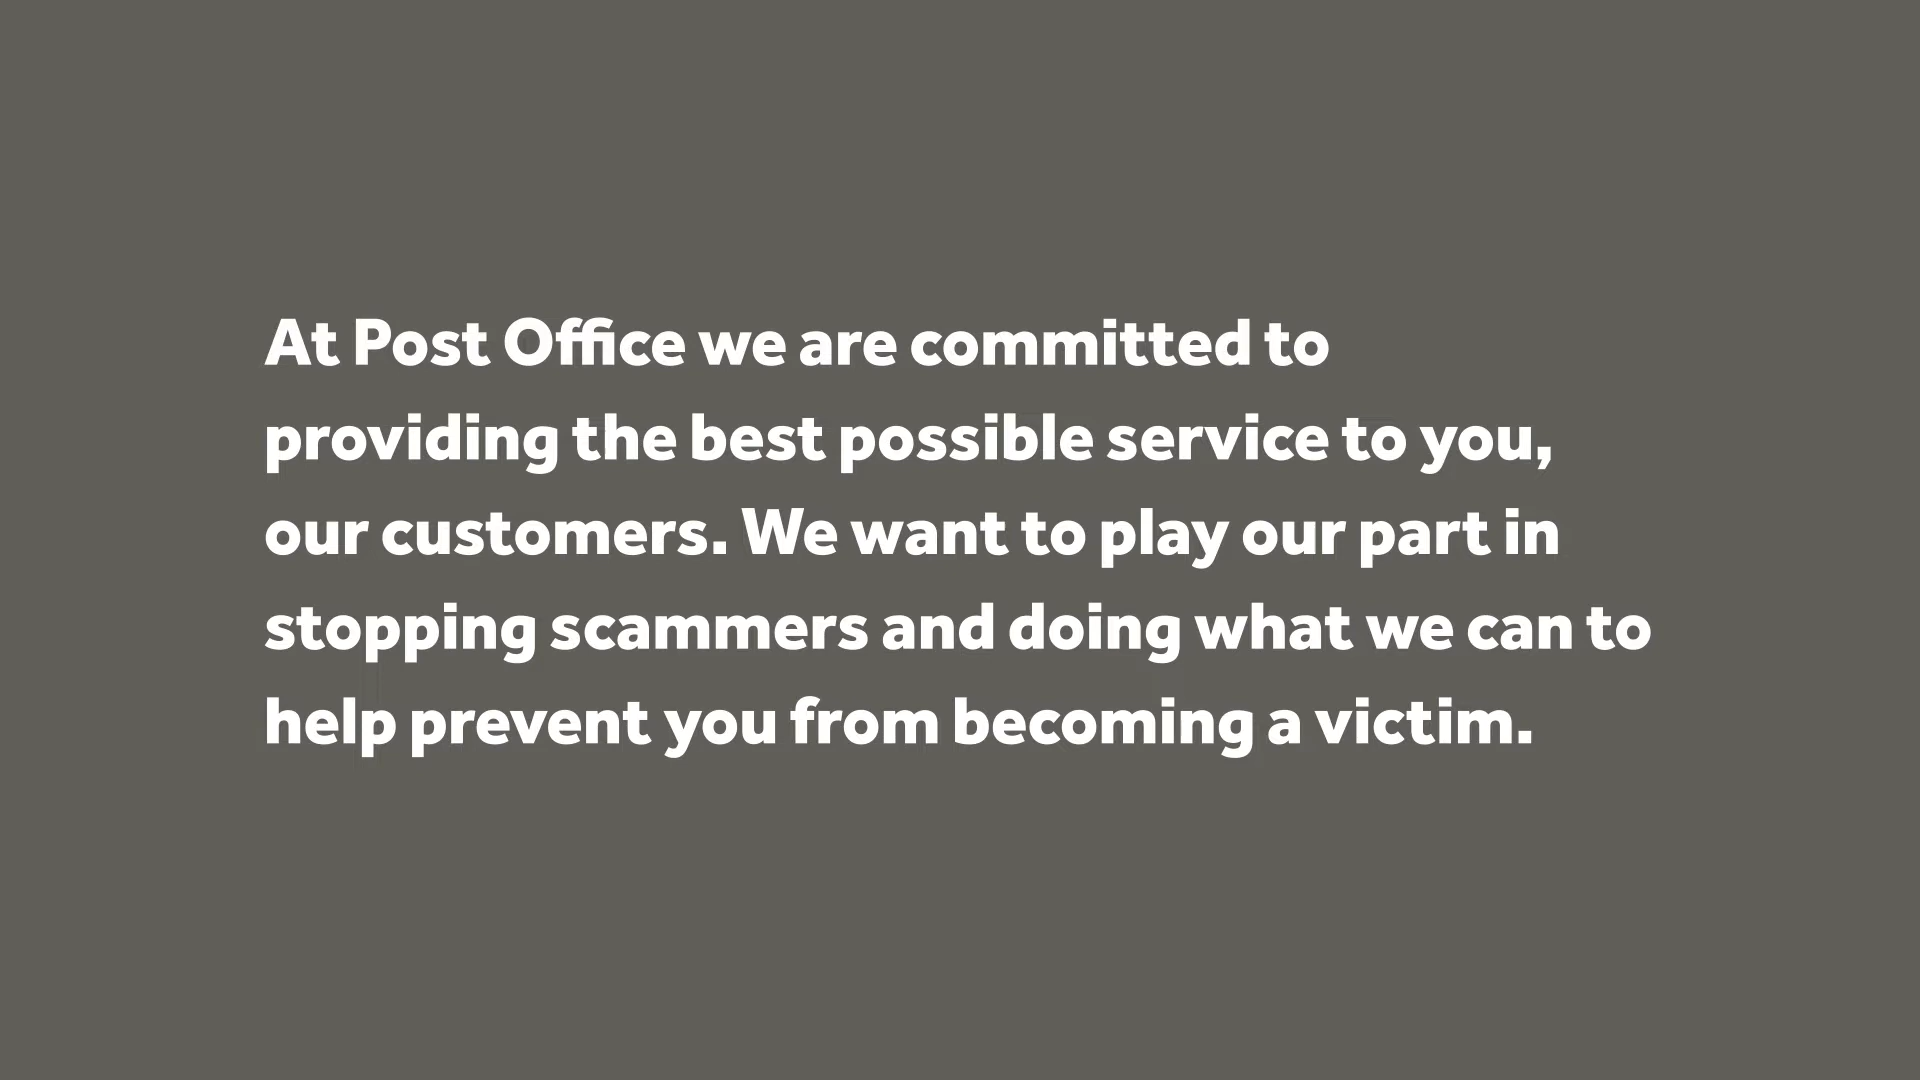 At Post Office we are committed to
providing the best possible service to you,
our customers. We want to play our part in
stopping scammers and doing what we can to
help prevent you from becoming a victim.